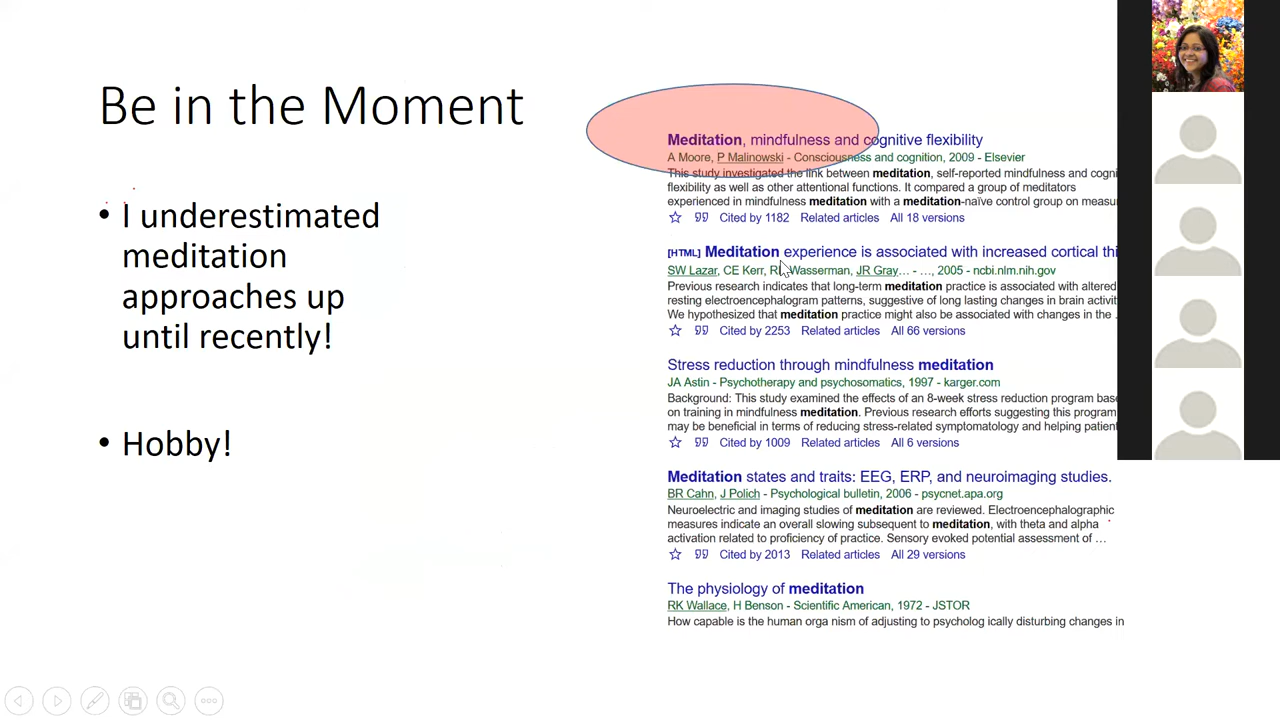 Be in the Moment
• I underestimated
meditation
approaches up
until recently!
• Hobby!
Meditation, mindfulness and cognitive flexibility
A Moore, P Malinowski - Consciousness and cognition, 2009 - Elsevier
This study investigated the link between meditation, self-reported mindfulness and cogni
flexibility as well as other attentional functions. It compared a group of meditators
experienced in mindfulness meditation with a meditation-naïve control group on measu
Cited by 1182 Related articles All 18 versions
[HTML] Meditation experience is associated with increased cortical thi
SW Lazar, CE Kerr, Wasserman, JR Gray… - …, 2005 - ncbi.nlm.nih.gov
Previous research indicates that long-term meditation practice is associated with altered
resting electroencephalogram patterns, suggestive of long lasting changes in brain activit
We hypothesized that meditation practice might also be associated with changes in the .
Cited by 2253 Related articles All 66 versions
Stress reduction through mindfulness meditation
JA Astin - Psychotherapy and psychosomatics, 1997 - karger.com
Background: This study examined the effects of an 8-week stress reduction program base
on training in mindfulness meditation. Previous research efforts suggesting this program
may be beneficial in terms of reducing stress-related symptomatology and helping patient
Cited by 1009 Related articles All 6 versions
Meditation states and traits: EEG, ERP, and neuroimaging studies.
BR Cahn, J Polich - Psychological bulletin, 2006 - psycnet.apa.org
Neuroelectric and imaging studies of meditation are reviewed. Electroencephalographic
measures indicate an overall slowing subsequent to meditation, with theta and alpha
activation related to proficiency of practice. Sensory evoked potential assessment of …
Cited by 2013 Related articles All 29 versions
The physiology of meditation
RK Wallace, H Benson - Scientific American, 1972 - JSTOR
How capable is the human orga nism of adjusting to psycholog ically disturbing changes in